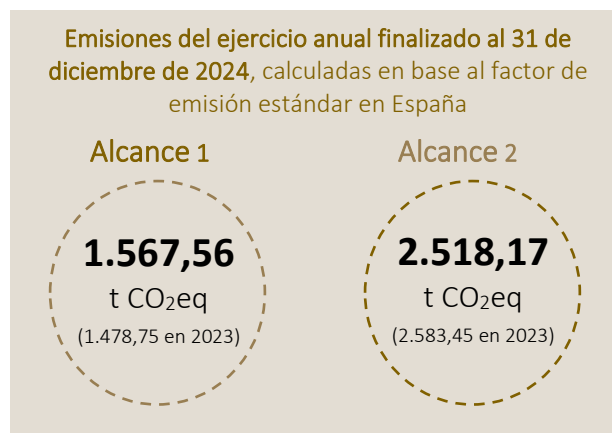 Emisiones del ejercicio anual finalizado al 31 de
diciembre de 2024, calculadas en base al factor de
emisión estándar en España
Alcance 1
Alcance 2
1.567,56
t CO₂eq
(1.478,75 en 2023)
2.518,17
t CO₂eq
(2.583,45 en 2023)